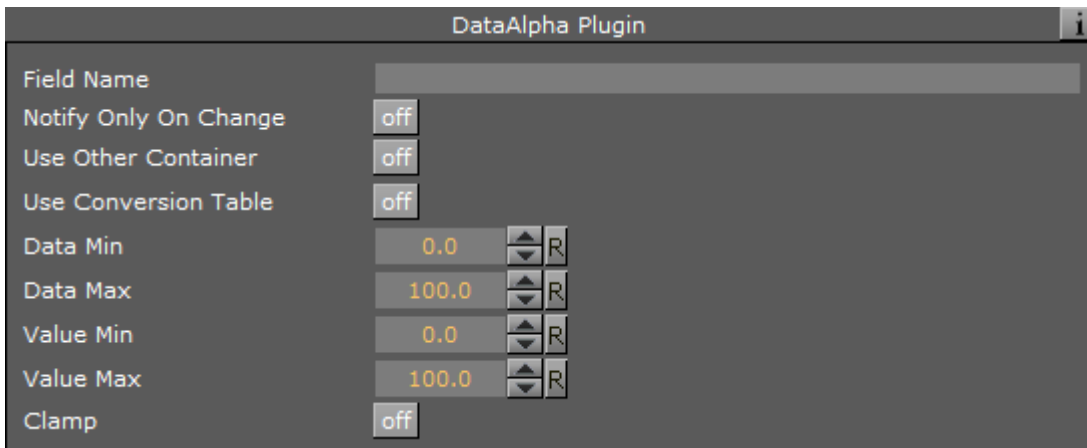 DataAlpha Plugin i
Field Name
Notify Only On Change off
Use Other Container off
Use Conversion Table off
Data Min 0.0 R
Data Max 100.0 R
Value Min 0.0 R
Value Max 100.0 R
Clamp off